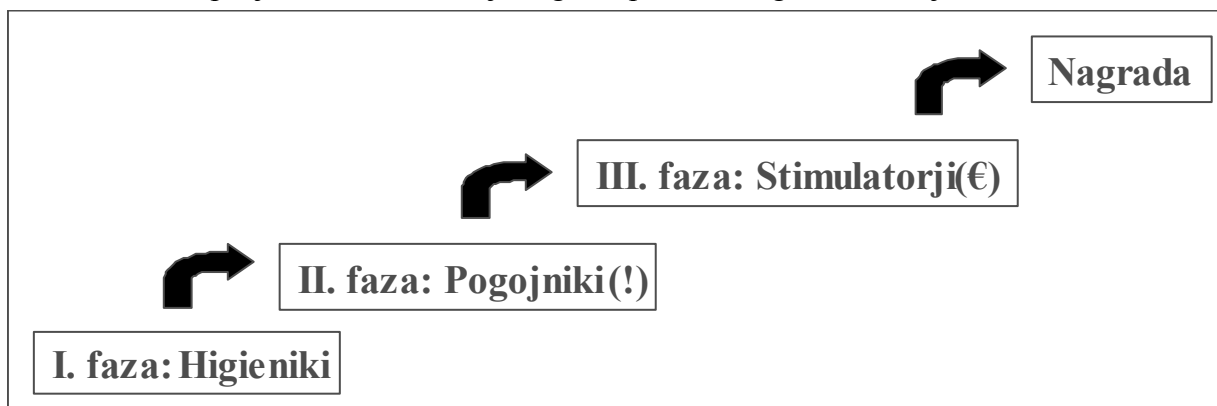 Nagrada
III. faza: Stimulatorji(€)
II. faza: Pogojniki(!)
I. faza: Higieniki